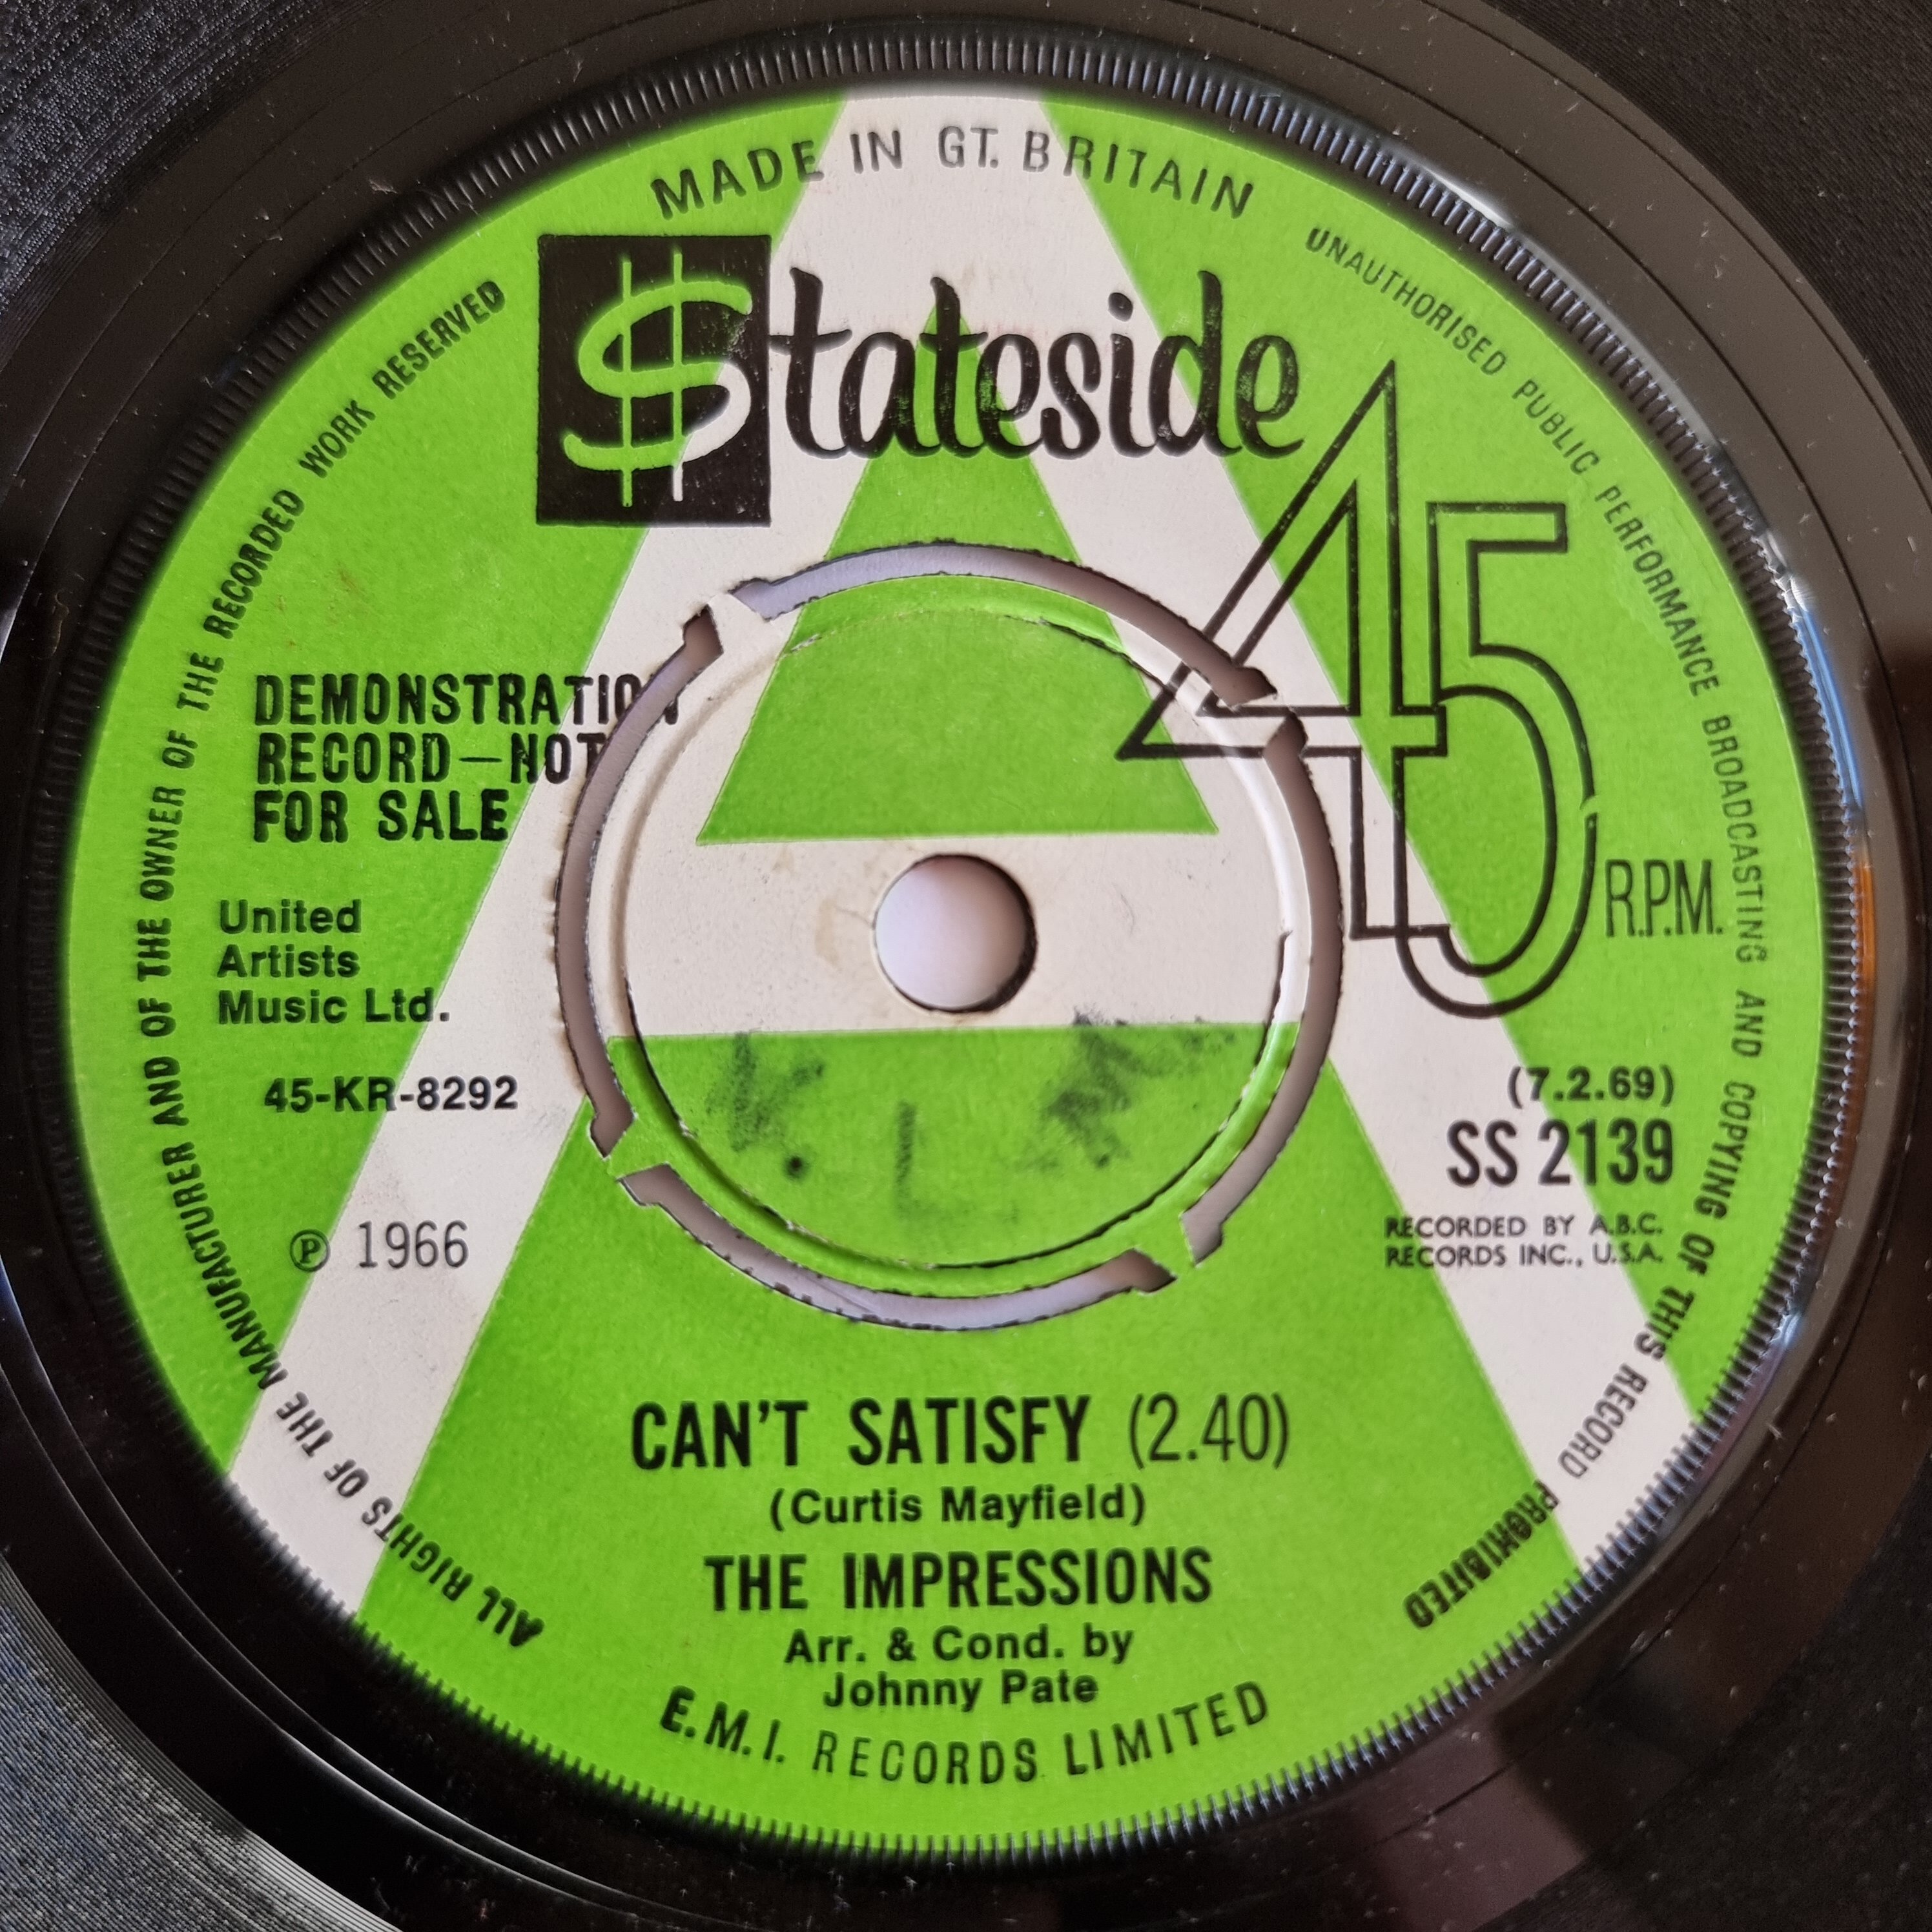 MADE IN GT. BRITAIN
Stateside
45
R.P.M.
DEMONSTRATION
RECORD—NOT
FOR SALE
United
Artists
Music Ltd.
45-KR-8292
℗ 1966
(7.2.69)
SS 2139
RECORDED BY A.B.C.
RECORDS INC., U.S.A.
CAN'T SATISFY (2.40)
(Curtis Mayfield)
THE IMPRESSIONS
Arr. & Cond. by
Johnny Pate
E.M.I. RECORDS LIMITED
ALL RIGHTS OF THE MANUFACTURER AND OF THE OWNER OF THE RECORDED WORK RESERVED
UNAUTHORISED PUBLIC PERFORMANCE BROADCASTING AND COPYING OF THIS RECORD PROHIBITED